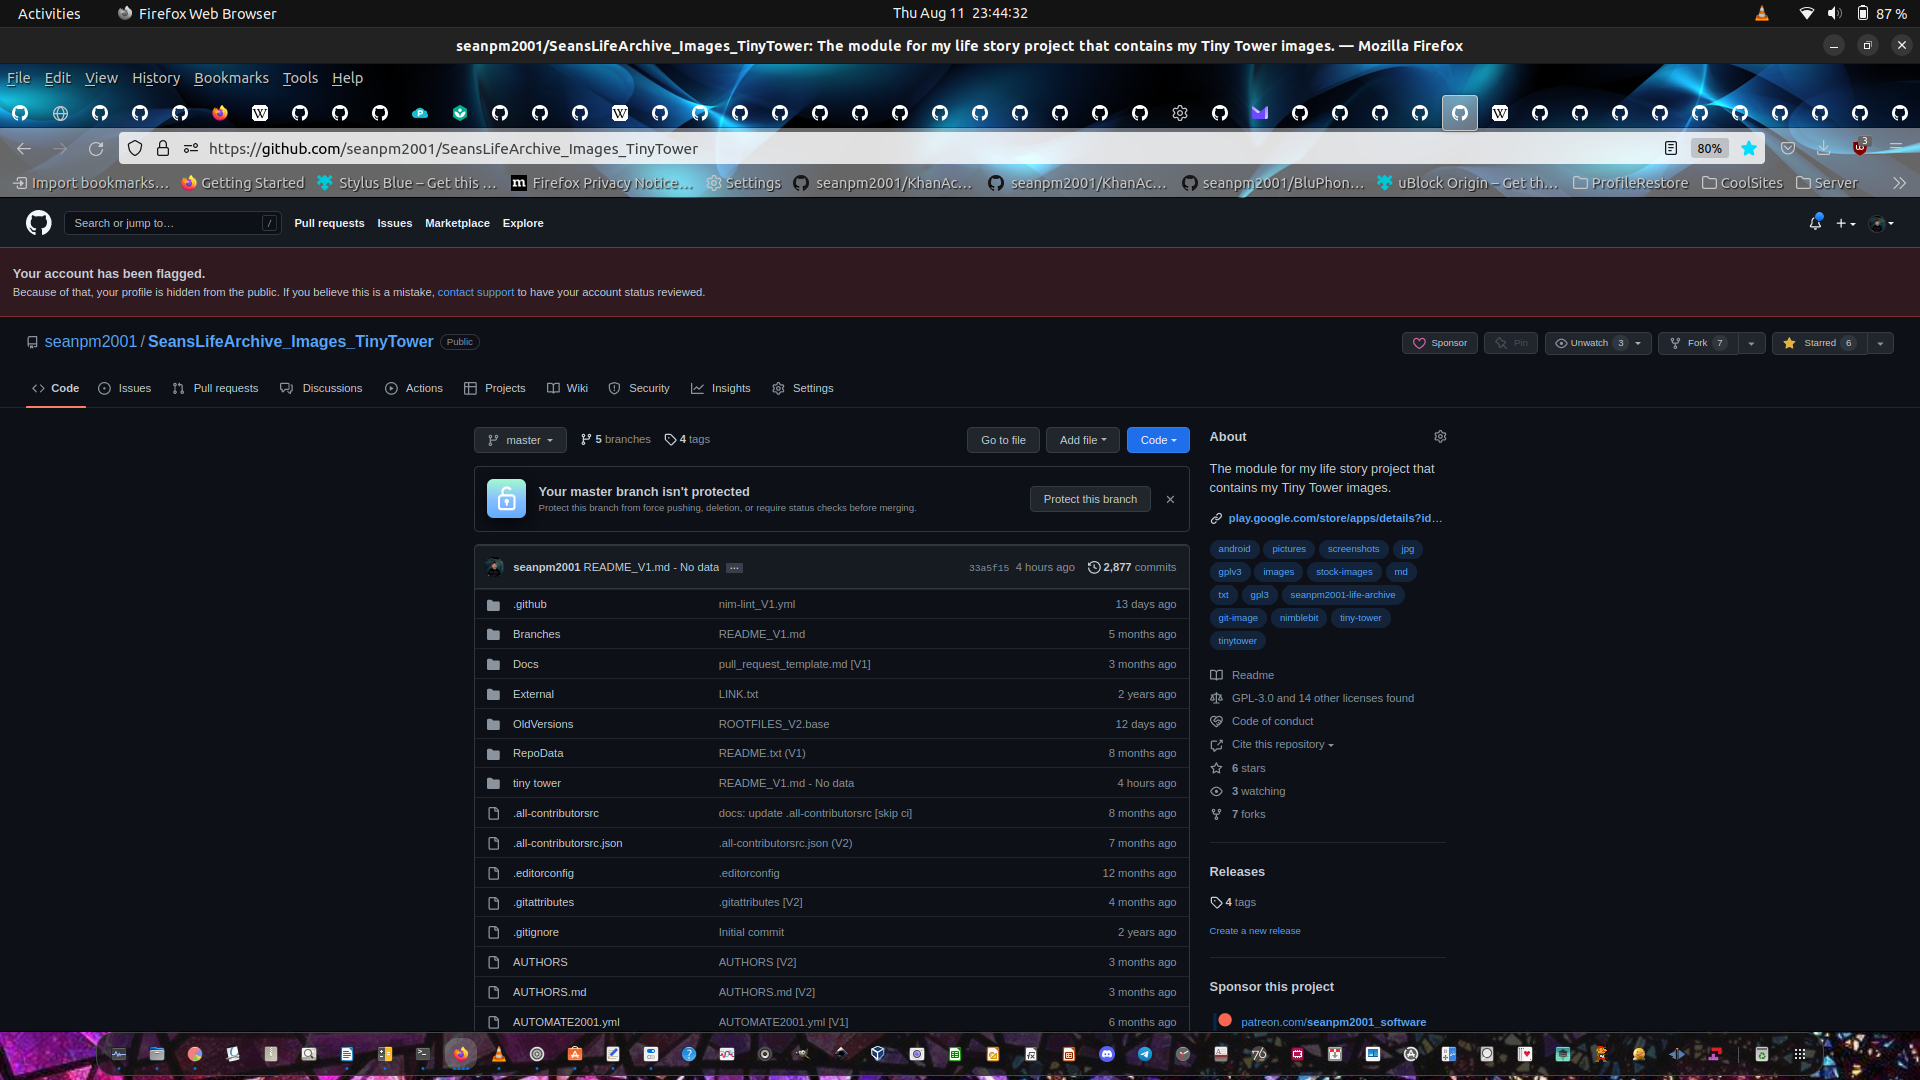 Activities
Firefox Web Browser
Thu Aug 11 23:44:32
87 %
seanpm2001/SeansLifeArchive_Images_TinyTower: The module for my life story project that contains my Tiny Tower images. — Mozilla Firefox
File Edit View History Bookmarks Tools Help
https://github.com/seanpm2001/SeansLifeArchive_Images_TinyTower
80%
3
Import bookmarks…
Getting Started
Stylus Blue – Get this …
Firefox Privacy Notice…
Settings
seanpm2001/KhanAc…
seanpm2001/KhanAc…
seanpm2001/BluPhon…
uBlock Origin – Get th…
ProfileRestore
CoolSites
Server
Search or jump to…
/
Pull requests
Issues
Marketplace
Explore
Your account has been flagged.
Because of that, your profile is hidden from the public. If you believe this is a mistake, contact support to have your account status reviewed.
seanpm2001 / SeansLifeArchive_Images_TinyTower
Public
Sponsor
Pin
Unwatch 3
Fork 7
Starred 6
Code
Issues
Pull requests
Discussions
Actions
Projects
Wiki
Security
Insights
Settings
master
5 branches
4 tags
Go to file
Add file
Code
Your master branch isn't protected
Protect this branch from force pushing, deletion, or require status checks before merging.
Protect this branch
seanpm2001 README_V1.md - No data …
33a5f15 4 hours ago
2,877 commits
.github nim-lint_V1.yml 13 days ago
Branches README_V1.md 5 months ago
Docs pull_request_template.md [V1] 3 months ago
External LINK.txt 2 years ago
OldVersions ROOTFILES_V2.base 12 days ago
RepoData README.txt (V1) 8 months ago
tiny tower README_V1.md - No data 4 hours ago
.all-contributorsrc docs: update .all-contributorsrc [skip ci] 8 months ago
.all-contributorsrc.json .all-contributorsrc.json (V2) 7 months ago
.editorconfig .editorconfig 12 months ago
.gitattributes .gitattributes [V2] 4 months ago
.gitignore Initial commit 2 years ago
AUTHORS AUTHORS [V2] 3 months ago
AUTHORS.md AUTHORS.md [V2] 3 months ago
AUTOMATE2001.yml AUTOMATE2001.yml [V1] 6 months ago
About
The module for my life story project that
contains my Tiny Tower images.
play.google.com/store/apps/details?id…
android pictures screenshots jpg
gplv3 images stock-images md
txt gpl3 seanpm2001-life-archive
git-image nimblebit tiny-tower
tinytower
Readme
GPL-3.0 and 14 other licenses found
Code of conduct
Cite this repository
6 stars
3 watching
7 forks
Releases
4 tags
Create a new release
Sponsor this project
patreon.com/seanpm2001_software